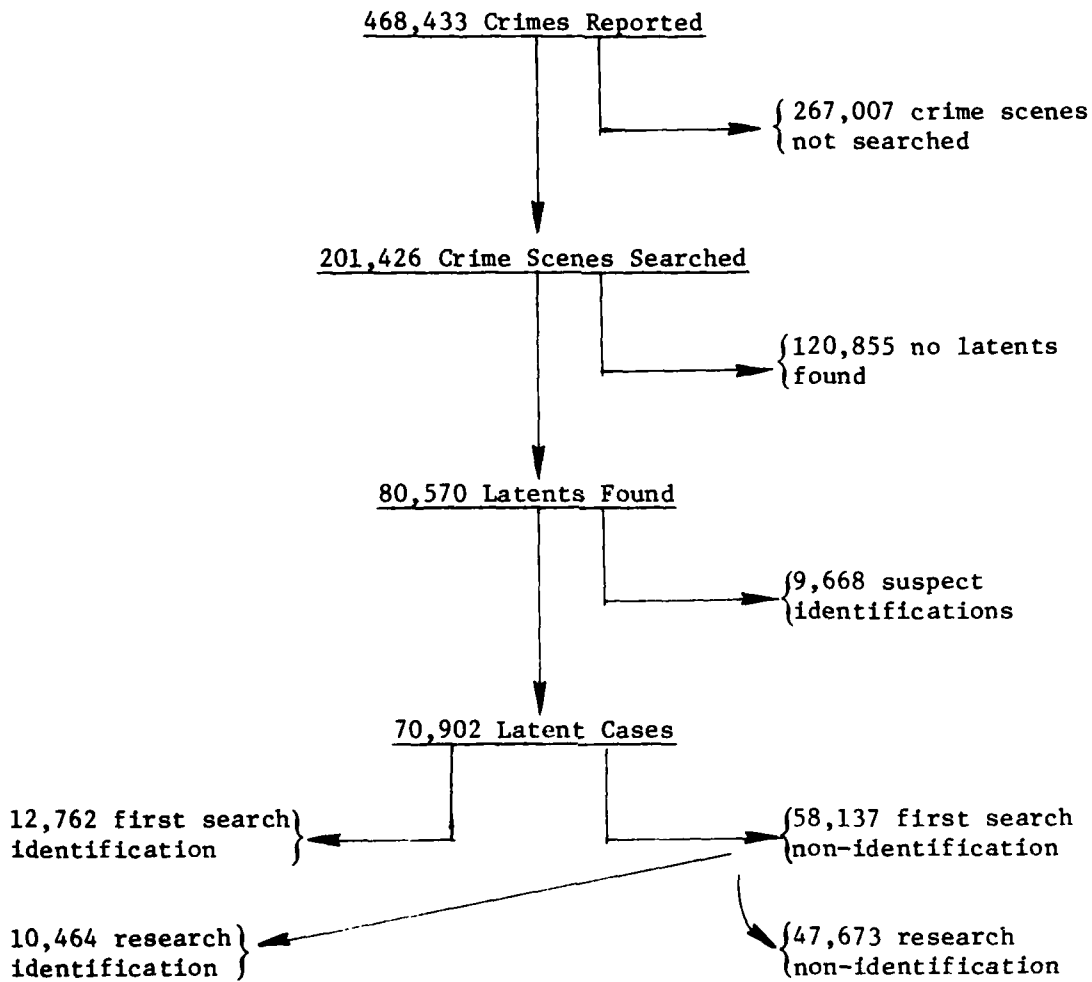 468,433 Crimes Reported
267,007 crime scenes
not searched
201,426 Crime Scenes Searched
120,855 no latents
found
80,570 Latents Found
9,668 suspect
identifications
70,902 Latent Cases
12,762 first search
identification
58,137 first search
non-identification
10,464 research
identification
47,673 research
non-identification